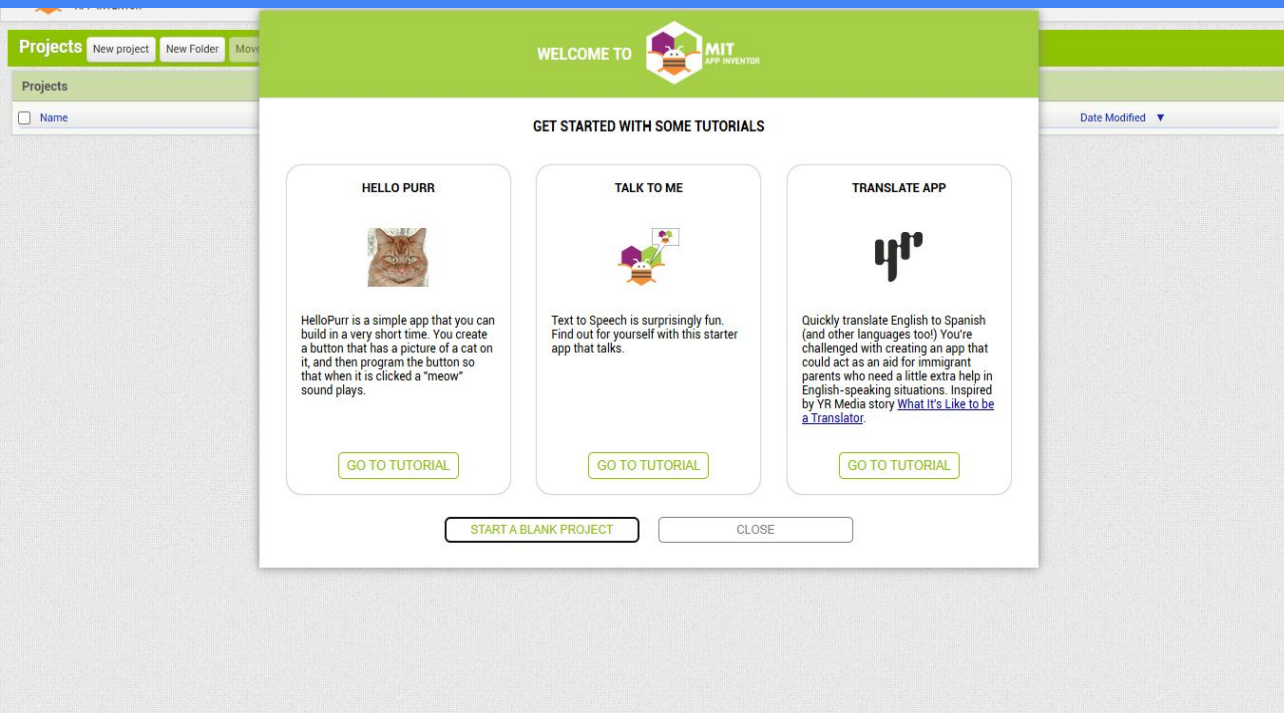 APP INVENTOR
Projects New project New Folder Move
Projects
Name
Date Modified ▼
WELCOME TO MIT APP INVENTOR
GET STARTED WITH SOME TUTORIALS
HELLO PURR
HelloPurr is a simple app that you can
build in a very short time. You create
a button that has a picture of a cat on
it, and then program the button so
that when it is clicked a "meow"
sound plays.
GO TO TUTORIAL
TALK TO ME
Text to Speech is surprisingly fun.
Find out for yourself with this starter
app that talks.
GO TO TUTORIAL
TRANSLATE APP
Quickly translate English to Spanish
(and other languages too!) You're
challenged with creating an app that
could act as an aid for immigrant
parents who need a little extra help in
English-speaking situations. Inspired
by YR Media story What It's Like to be
a Translator.
GO TO TUTORIAL
START A BLANK PROJECT
CLOSE